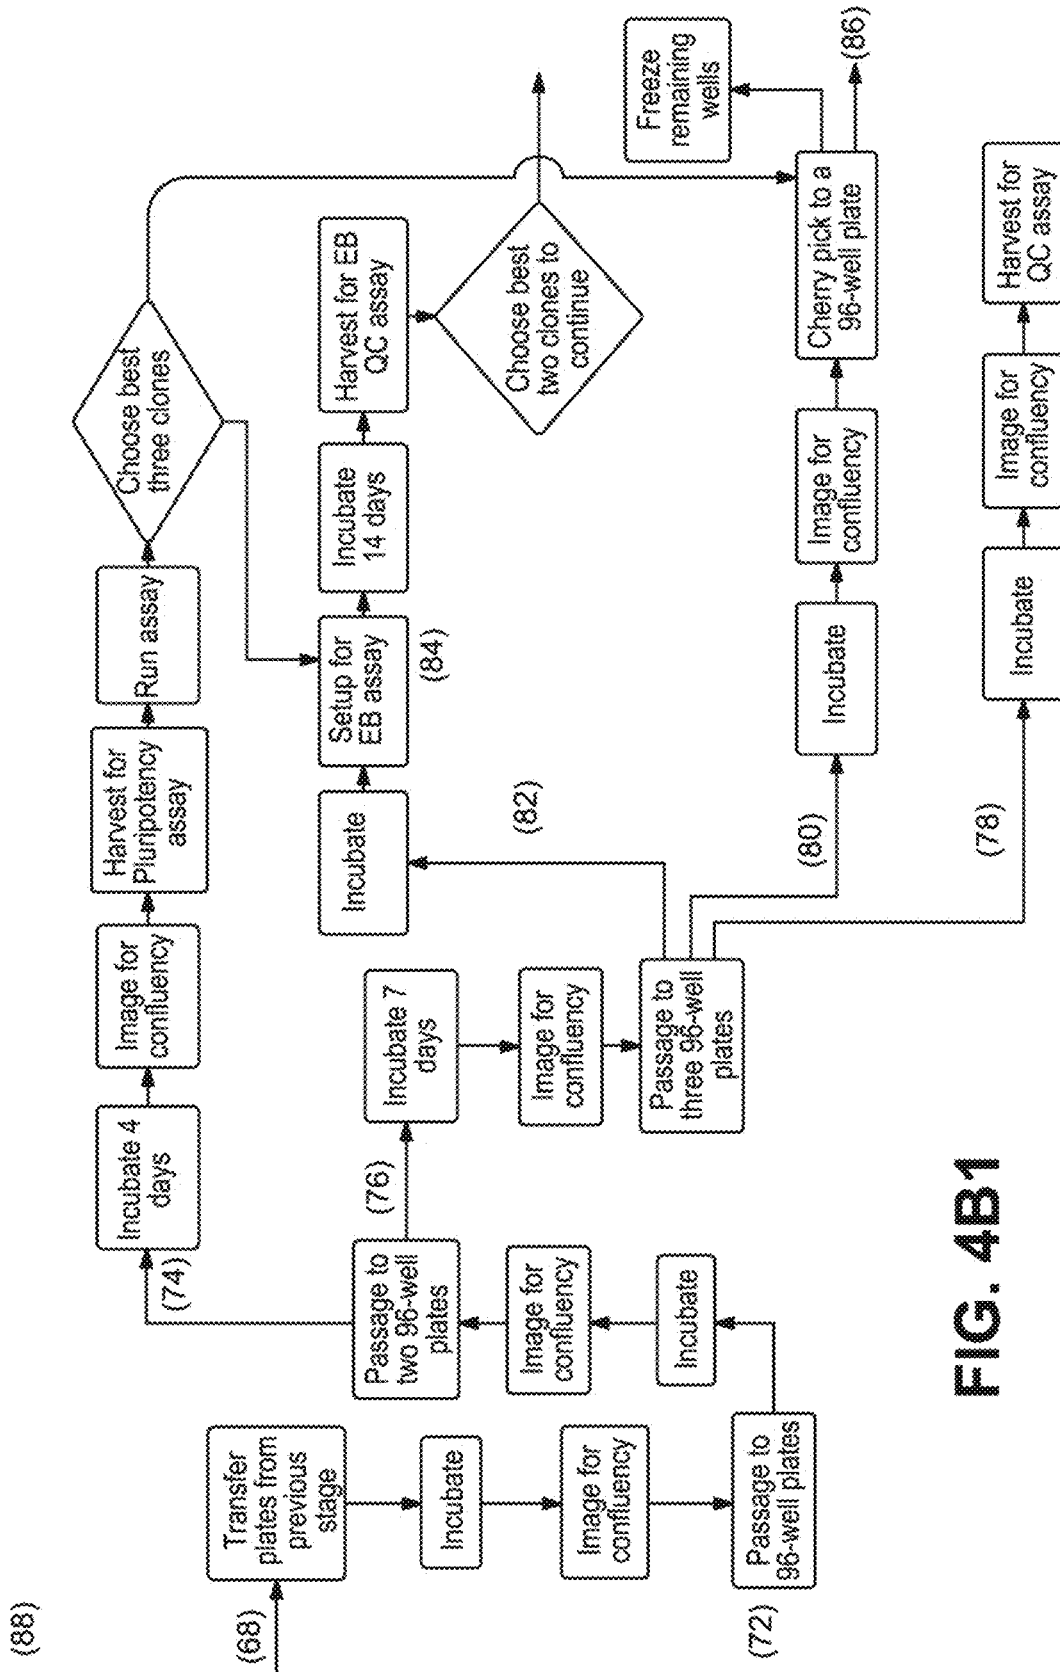 (88)
(68)
Transfer
plates from
previous
stage
Incubate
Image for
confluency
Passage to
96-well plates
(72)
Incubate
Image for
confluency
Passage to
two 96-well
plates
(74)
(76)
Incubate 4
days
Image for
confluency
Harvest for
Pluripotency
assay
Run assay
Choose best
three clones
Incubate 7
days
Image for
confluency
Passage to
three 96-well
plates
(82)
Incubate
Setup for
EB assay
(84)
Incubate
14 days
Harvest for EB
QC assay
Choose best
two clones to
continue
(80)
Incubate
Image for
confluency
Cherry pick to a
96-well plate
Freeze
remaining
wells
(86)
(78)
Incubate
Image for
confluency
Harvest for
QC assay
FIG. 4B1